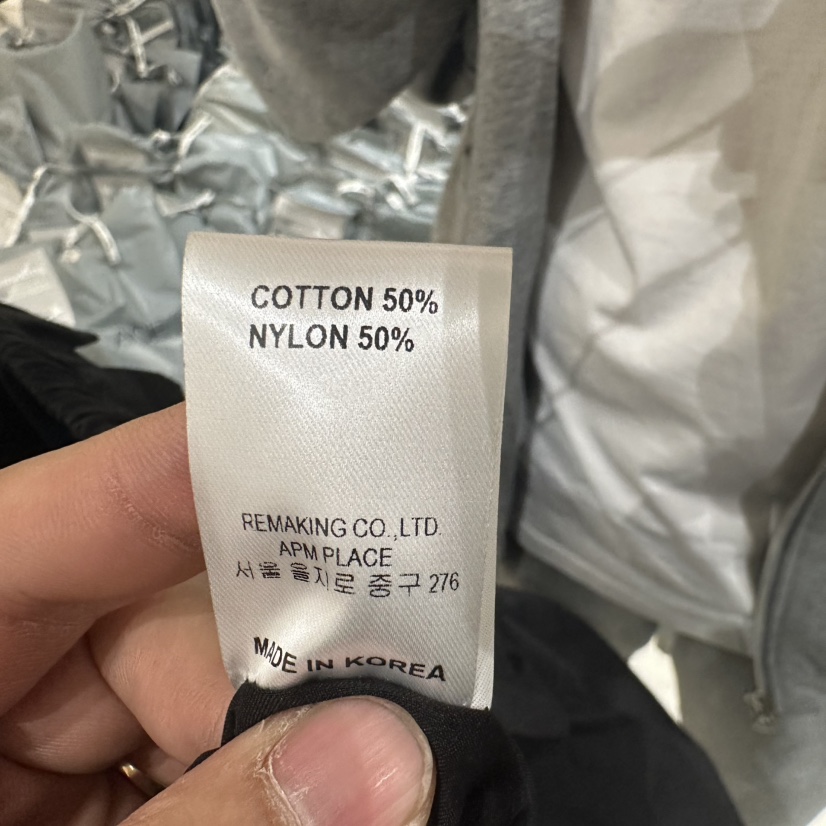 COTTON 50%
NYLON 50%
REMAKING CO.,LTD.
APM PLACE
서울 을지로 중구 276
MADE IN KOREA